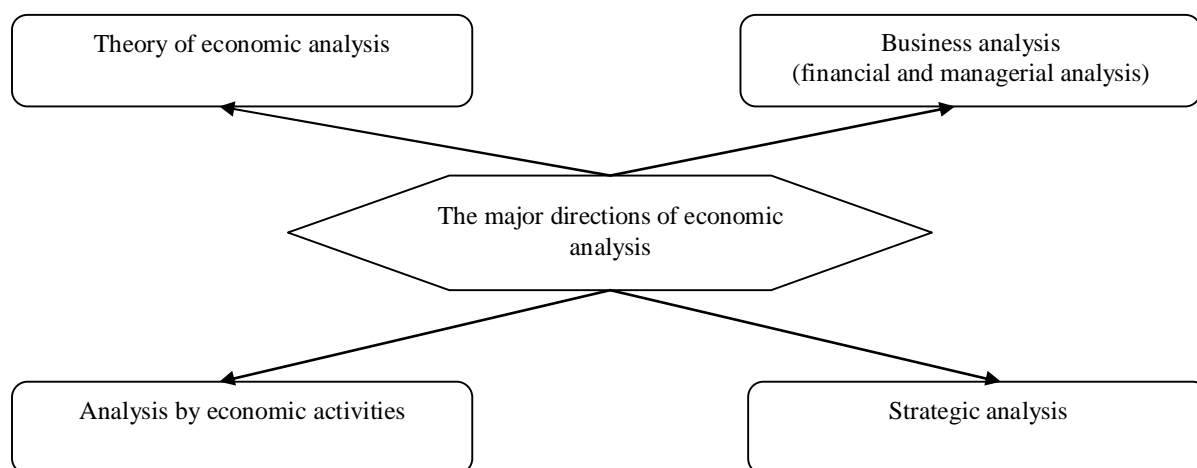 Theory of economic analysis
Business analysis
(financial and managerial analysis)
The major directions of economic
analysis
Analysis by economic activities
Strategic analysis